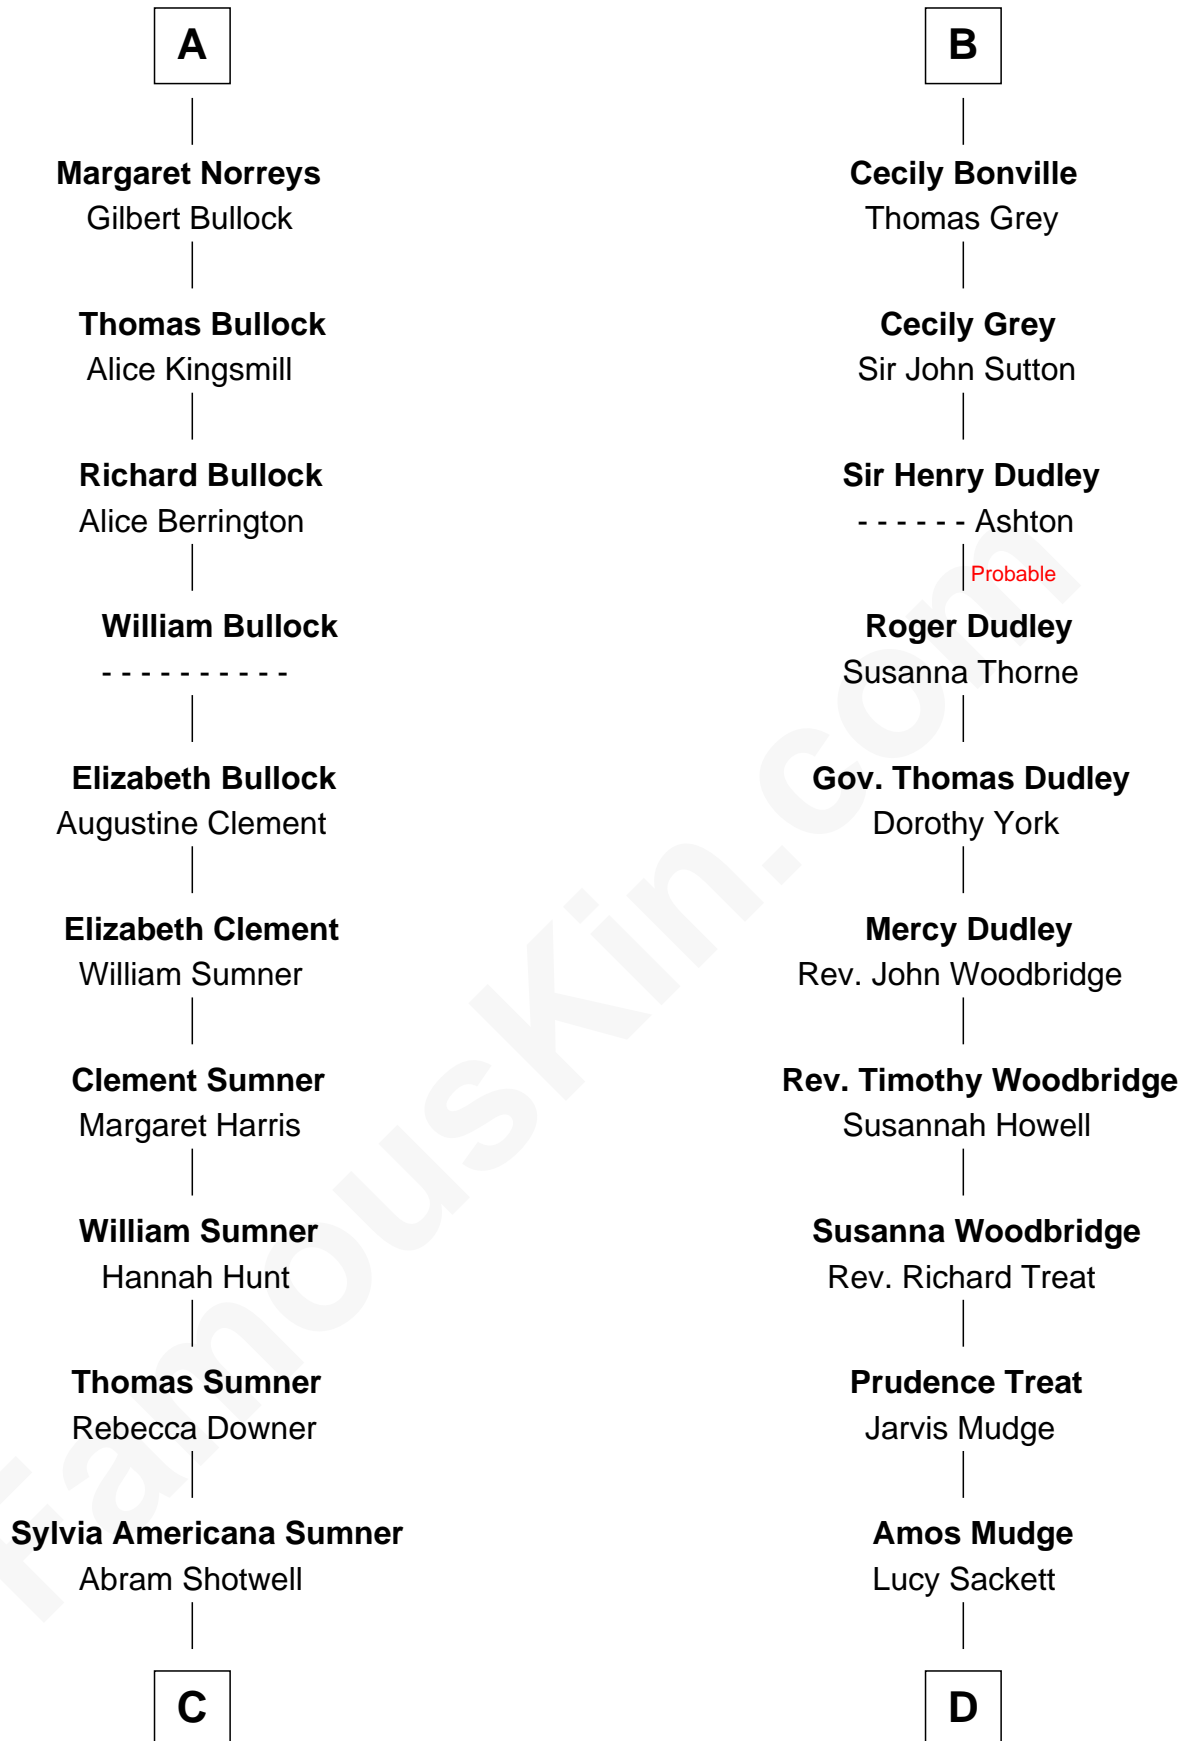 A
Margaret Norreys
Gilbert Bullock
Thomas Bullock
Alice Kingsmill
Richard Bullock
Alice Berrington
William Bullock
- - - - - - - - - -
Elizabeth Bullock
Augustine Clement
Elizabeth Clement
William Sumner
Clement Sumner
Margaret Harris
William Sumner
Hannah Hunt
Thomas Sumner
Rebecca Downer
Sylvia Americana Sumner
Abram Shotwell
C
B
Cecily Bonville
Thomas Grey
Cecily Grey
Sir John Sutton
Sir Henry Dudley
- - - - - - Ashton
Probable
Roger Dudley
Susanna Thorne
Gov. Thomas Dudley
Dorothy York
Mercy Dudley
Rev. John Woodbridge
Rev. Timothy Woodbridge
Susannah Howell
Susanna Woodbridge
Rev. Richard Treat
Prudence Treat
Jarvis Mudge
Amos Mudge
Lucy Sackett
D
FamousKin.com